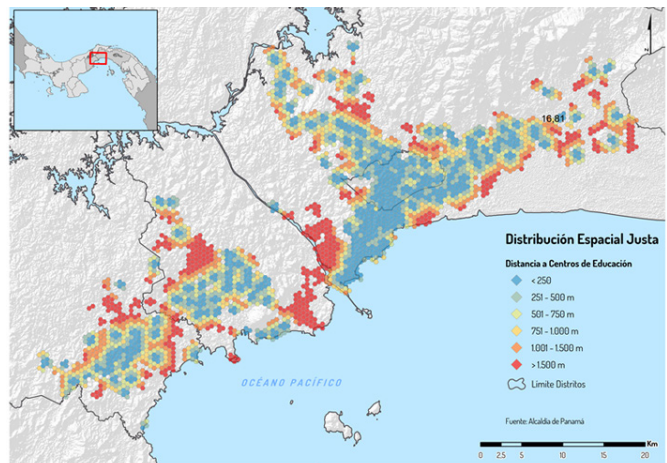 16,81
Distribución Espacial Justa
Distancia a Centros de Educación
< 250
251 - 500 m
501 - 750 m
751 - 1.000 m
1.001 - 1.500 m
> 1.500 m
Límite Distritos
OCÉANO PACÍFICO
Fuente: Alcaldía de Panamá
Km
0 2,5 5 10 15 20